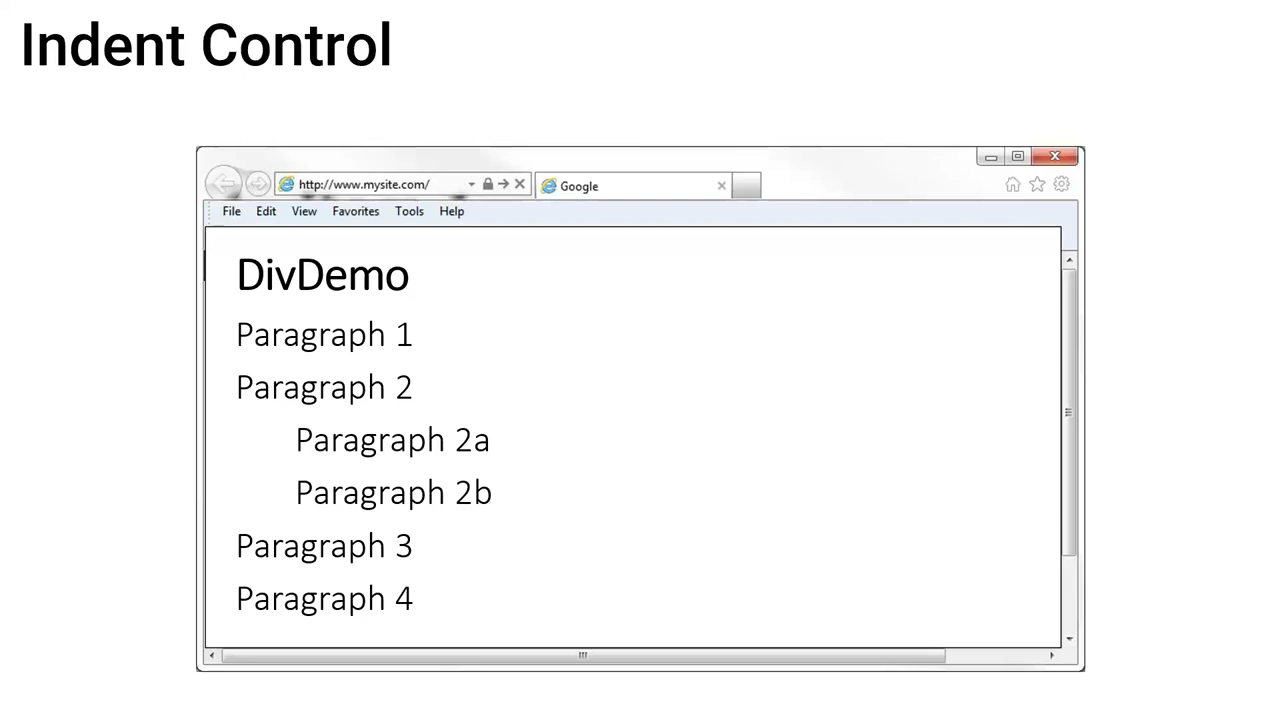 Indent Control
http://www.mysite.com/
Google
File Edit View Favorites Tools Help
DivDemo
Paragraph 1
Paragraph 2
Paragraph 2a
Paragraph 2b
Paragraph 3
Paragraph 4